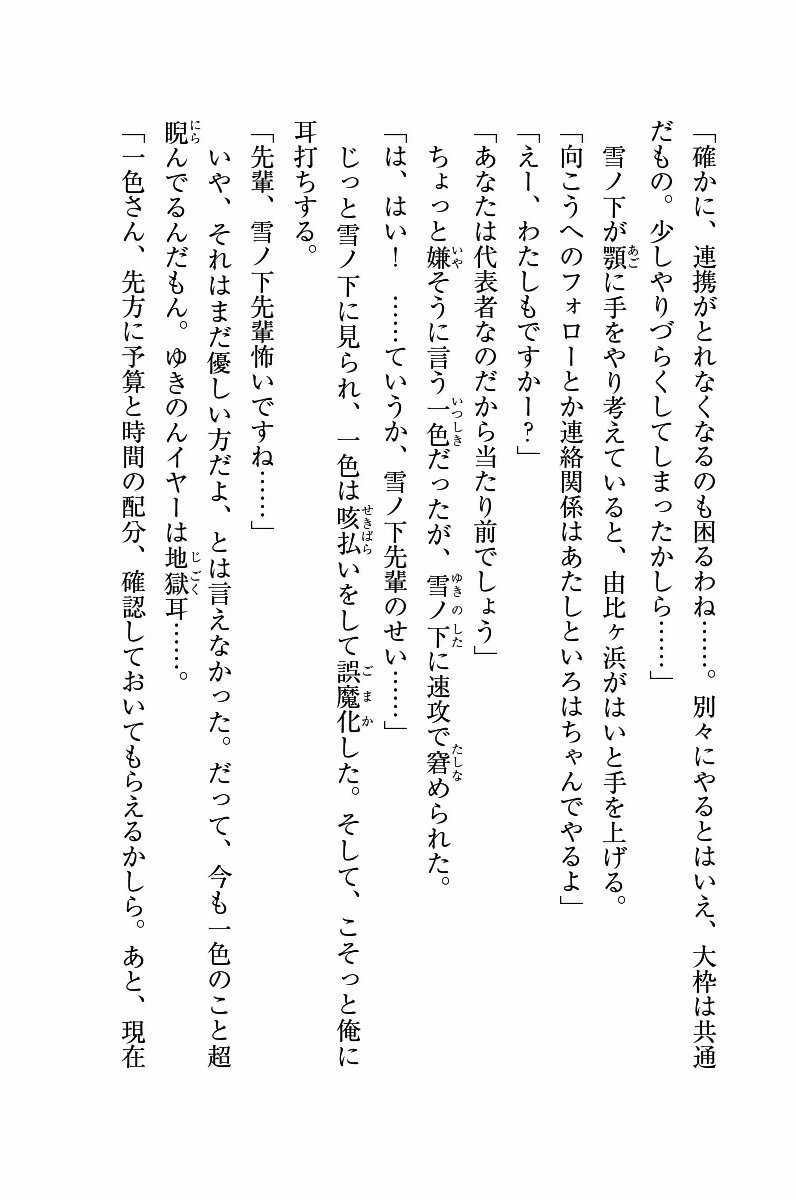 「確かに、連携がとれなくなるのも困るわね……。別々にやるとはいえ、大枠は共通
だもの。少しやりづらくしてしまったかしら……」
雪ノ下が顎に手をやり考えていると、由比ヶ浜がはいと手を上げる。
「向こうへのフォローとか連絡関係はあたしといろはちゃんでやるよ」
「えー、わたしもですかー？」
「あなたは代表者なのだから当たり前でしょう」
ちょっと嫌そうに言う一色だったが、雪ノ下に速攻で窘められた。
「は、はい！　……ていうか、雪ノ下先輩のせい……」
じっと雪ノ下に見られ、一色は咳払いをして誤魔化した。そして、こそっと俺に
耳打ちする。
「先輩、雪ノ下先輩怖いですね……」
いや、それはまだ優しい方だよ、とは言えなかった。だって、今も一色のこと超
睨んでるんだもん。ゆきのんイヤーは地獄耳……。
「一色さん、先方に予算と時間の配分、確認しておいてもらえるかしら。あと、現在